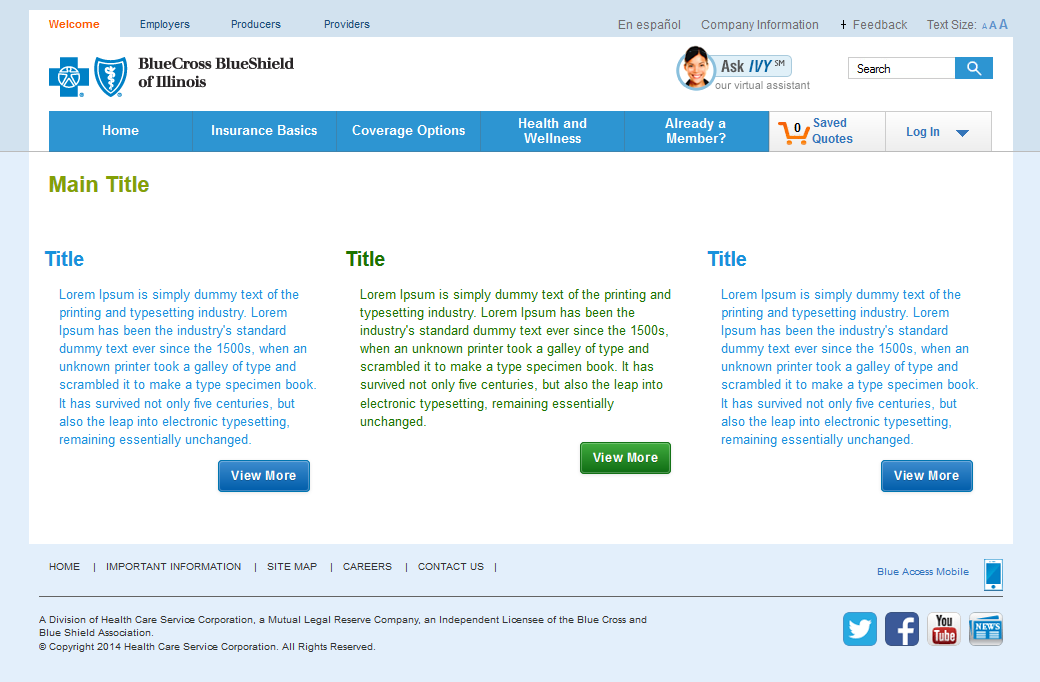 Welcome Employers Producers Providers
En español Company Information Feedback Text Size: A A A
BlueCross BlueShield
of Illinois
Ask IVY SM
our virtual assistant
Search
Home Insurance Basics Coverage Options Health and Wellness Already a Member? 0 Saved Quotes Log In
Main Title
Title
Lorem Ipsum is simply dummy text of the
printing and typesetting industry. Lorem
Ipsum has been the industry's standard
dummy text ever since the 1500s, when an
unknown printer took a galley of type and
scrambled it to make a type specimen book.
It has survived not only five centuries, but
also the leap into electronic typesetting,
remaining essentially unchanged.
View More
Title
Lorem Ipsum is simply dummy text of the printing and
typesetting industry. Lorem Ipsum has been the
industry's standard dummy text ever since the 1500s,
when an unknown printer took a galley of type and
scrambled it to make a type specimen book. It has
survived not only five centuries, but also the leap into
electronic typesetting, remaining essentially
unchanged.
View More
Title
Lorem Ipsum is simply dummy text of the
printing and typesetting industry. Lorem
Ipsum has been the industry's standard
dummy text ever since the 1500s, when an
unknown printer took a galley of type and
scrambled it to make a type specimen book.
It has survived not only five centuries, but
also the leap into electronic typesetting,
remaining essentially unchanged.
View More
HOME | IMPORTANT INFORMATION | SITE MAP | CAREERS | CONTACT US |
Blue Access Mobile
A Division of Health Care Service Corporation, a Mutual Legal Reserve Company, an Independent Licensee of the Blue Cross and
Blue Shield Association.
© Copyright 2014 Health Care Service Corporation. All Rights Reserved.
You
Tube
NEWS